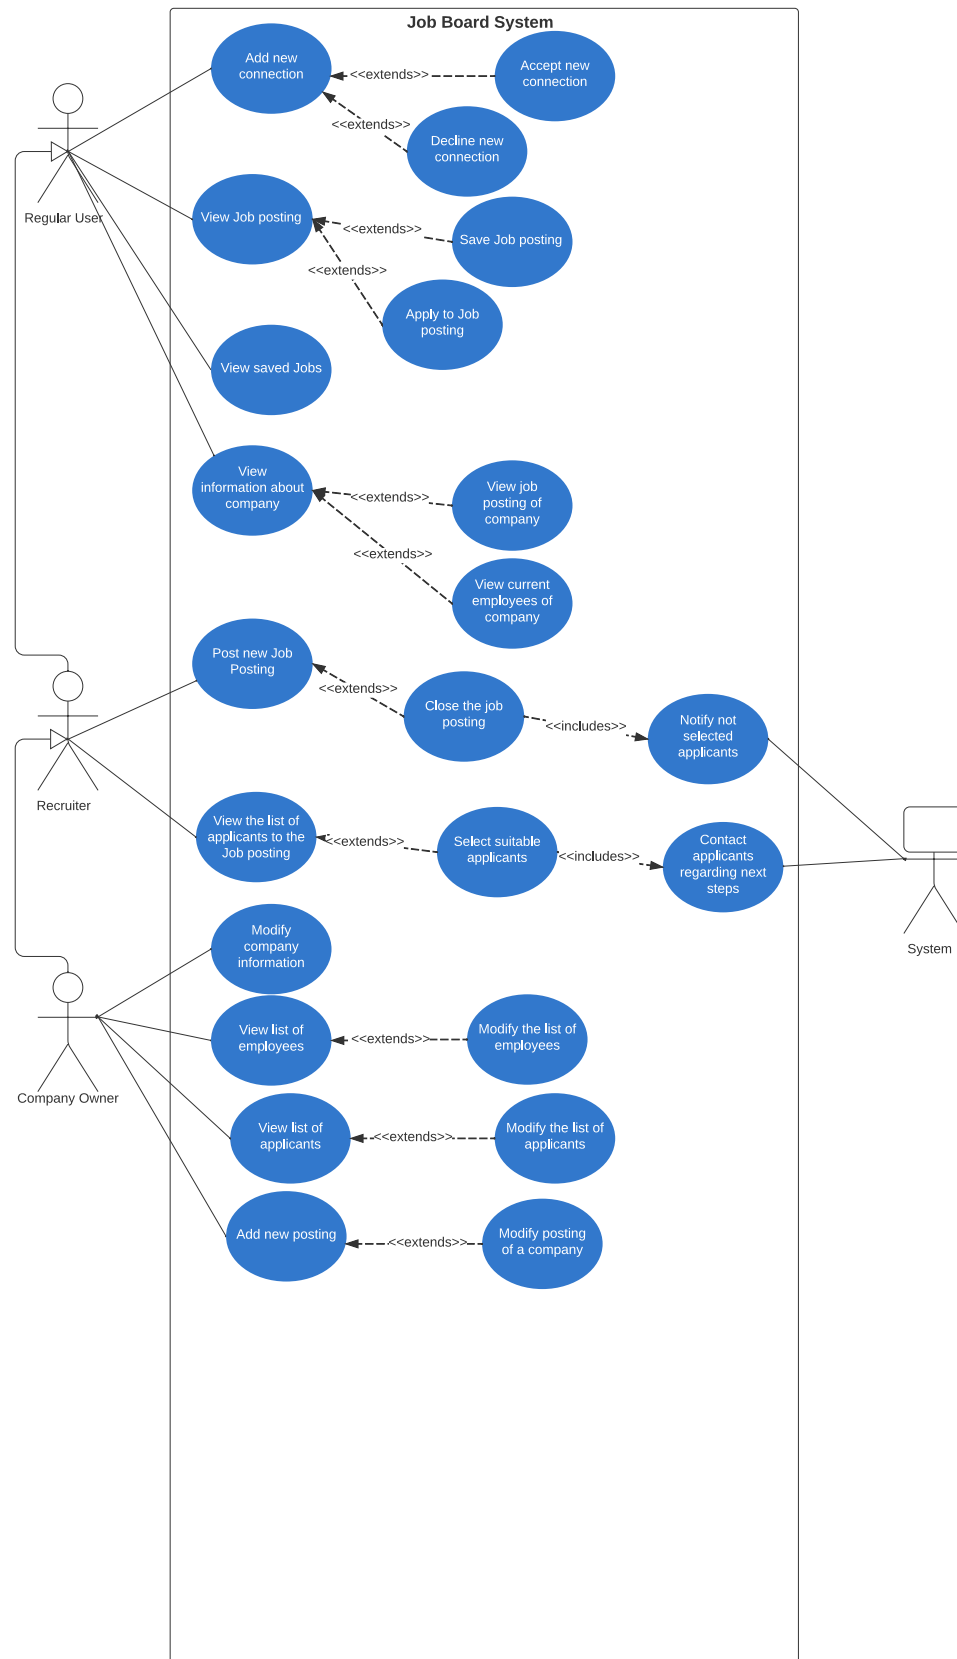 Job Board System
Add new
connection
<<extends>>
Accept new
connection
<<extends>>
Decline new
connection
Regular User
View Job posting
<<extends>>
Save Job posting
<<extends>>
Apply to Job
posting
View saved Jobs
View
information about
company
<<extends>>
View job
posting of
company
<<extends>>
View current
employees of
company
Post new Job
Posting
<<extends>>
Close the job
posting
<<includes>>
Notify not
selected
applicants
Recruiter
View the list of
applicants to the
Job posting
<<extends>>
Select suitable
applicants
<<includes>>
Contact
applicants
regarding next
steps
System
Modify
company
information
View list of
employees
<<extends>>
Modify the list of
employees
Company Owner
View list of
applicants
<<extends>>
Modify the list of
applicants
Add new posting
<<extends>>
Modify posting
of a company